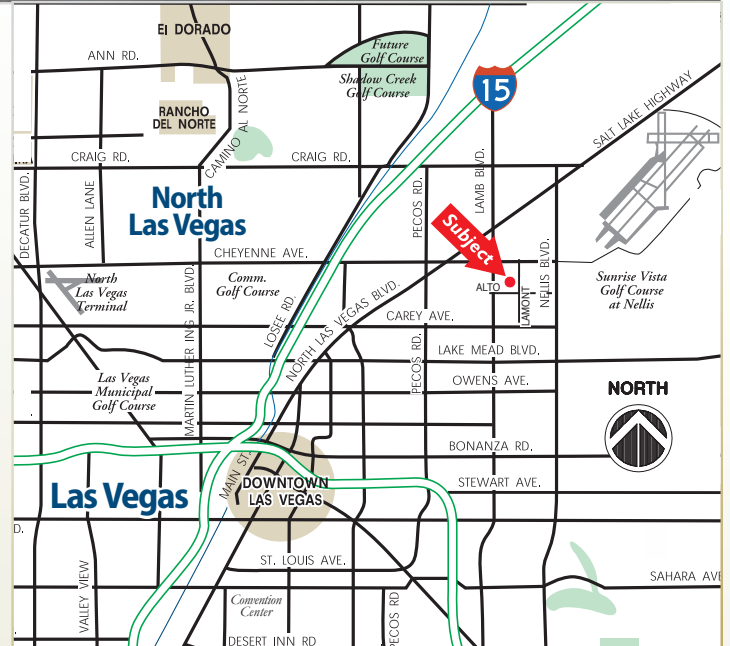 El DORADO
ANN RD.
Future
Golf Course
Shadow Creek
Golf Course
15
SALT LAKE HIGHWAY
RANCHO
DEL NORTE
CAMINO AL NORTE
CRAIG RD.
CRAIG RD.
DECATUR BLVD.
ALLEN LANE
North
Las Vegas
PECOS RD.
LAMB BLVD.
Subject
CHEYENNE AVE.
NELLIS BLVD.
North
Las Vegas
Terminal
Comm.
Golf Course
ALTO
LAMONT
Sunrise Vista
Golf Course
at Nellis
MARTIN LUTHER ING JR. BLVD.
LOSEE RD.
NORTH LAS VEGAS BLVD.
CAREY AVE.
PECOS RD.
LAKE MEAD BLVD.
Las Vegas
Municipal
Golf Course
OWENS AVE.
NORTH
BONANZA RD.
MAIN ST.
Las Vegas
DOWNTOWN
LAS VEGAS
STEWART AVE.
D.
ST. LOUIS AVE.
SAHARA AVE
VALLEY VIEW
Convention
Center
PECOS RD
DESERT INN RD